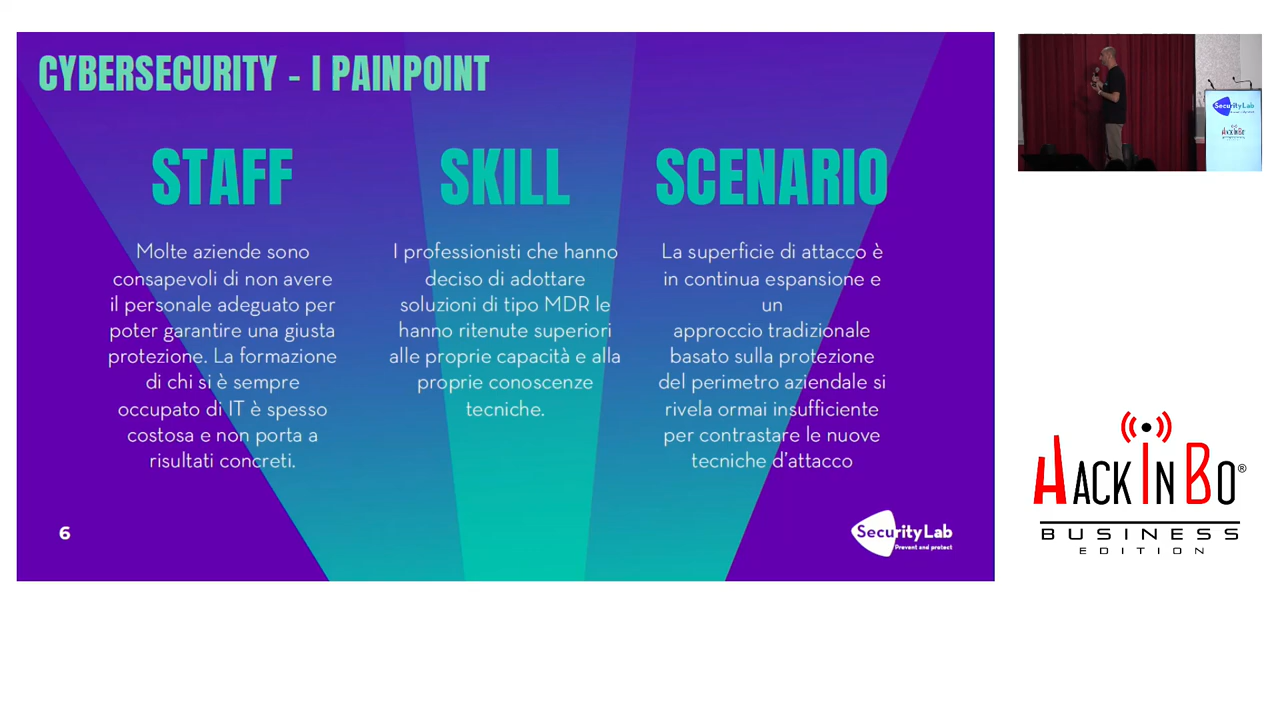 CYBERSECURITY - I PAINPOINT
STAFF
Molte aziende sono
consapevoli di non avere
il personale adeguato per
poter garantire una giusta
protezione. La formazione
di chi si è sempre
occupato di IT è spesso
costosa e non porta a
risultati concreti.
SKILL
I professionisti che hanno
deciso di adottare
soluzioni di tipo MDR le
hanno ritenute superiori
alle proprie capacità e alla
proprie conoscenze
tecniche.
SCENARIO
La superficie di attacco è
in continua espansione e
un
approccio tradizionale
basato sulla protezione
del perimetro aziendale si
rivela ormai insufficiente
per contrastare le nuove
tecniche d'attacco
6
SecurityLab
Prevent and protect
SecurityLab
HACKINBO
HACKINBO®
BUSINESS
EDITION